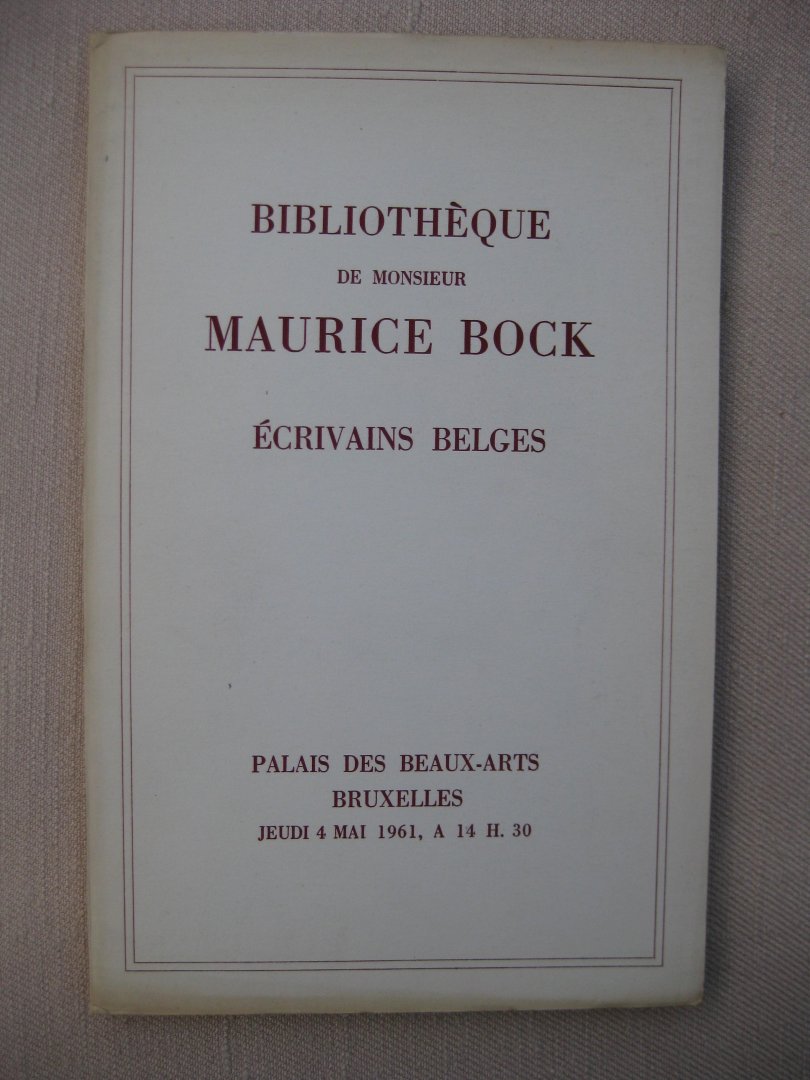 BIBLIOTHÈQUE
DE MONSIEUR
MAURICE BOCK
ÉCRIVAINS BELGES
PALAIS DES BEAUX-ARTS
BRUXELLES
JEUDI 4 MAI 1961, A 14 H. 30